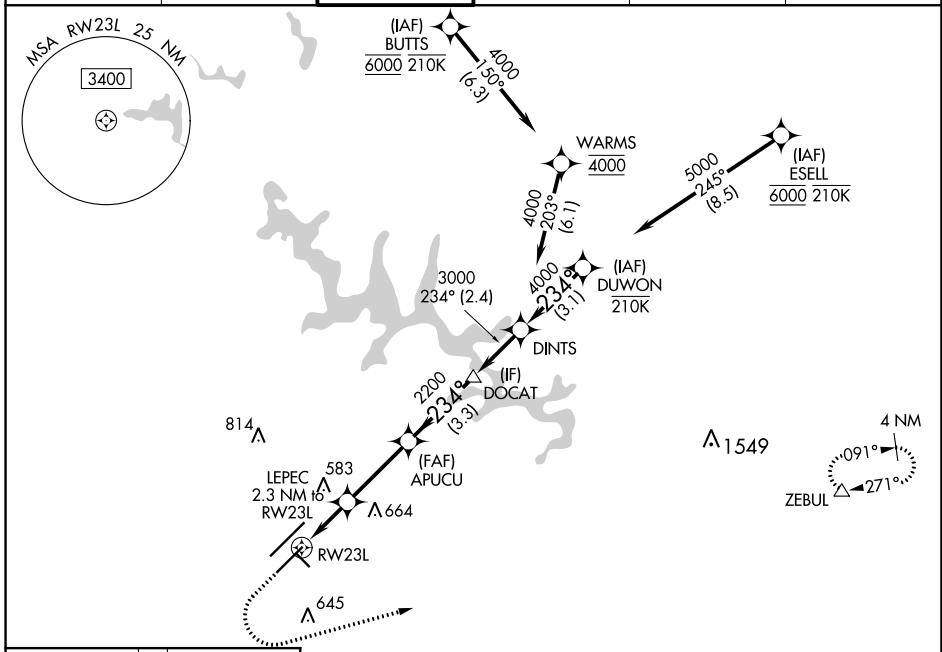 MSA RW23L 25 NM
3400
(IAF)
BUTTS
6000 210K
4000
150°
(6.3)
WARMS
4000
4000
203°
(6.1)
5000
245°
(8.5)
(IAF)
ESELL
6000 210K
(IAF)
DUWON
210K
4000
234°
(3.1)
3000
234° (2.4)
DINTS
(IF)
DOCAT
2200
234°
(3.3)
(FAF)
APUCU
814
583
LEPEC
2.3 NM to
RW23L
664
RW23L
645
1549
4 NM
091°
271°
ZEBUL